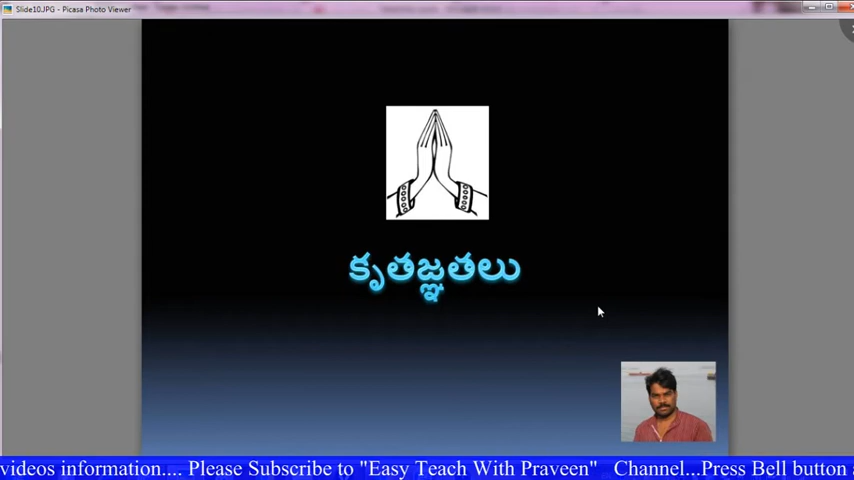 Slide10.JPG - Picasa Photo Viewer
కృతజ్ఞతలు
videos information.... Please Subscribe to "Easy Teach With Praveen" Channel...Press Bell button